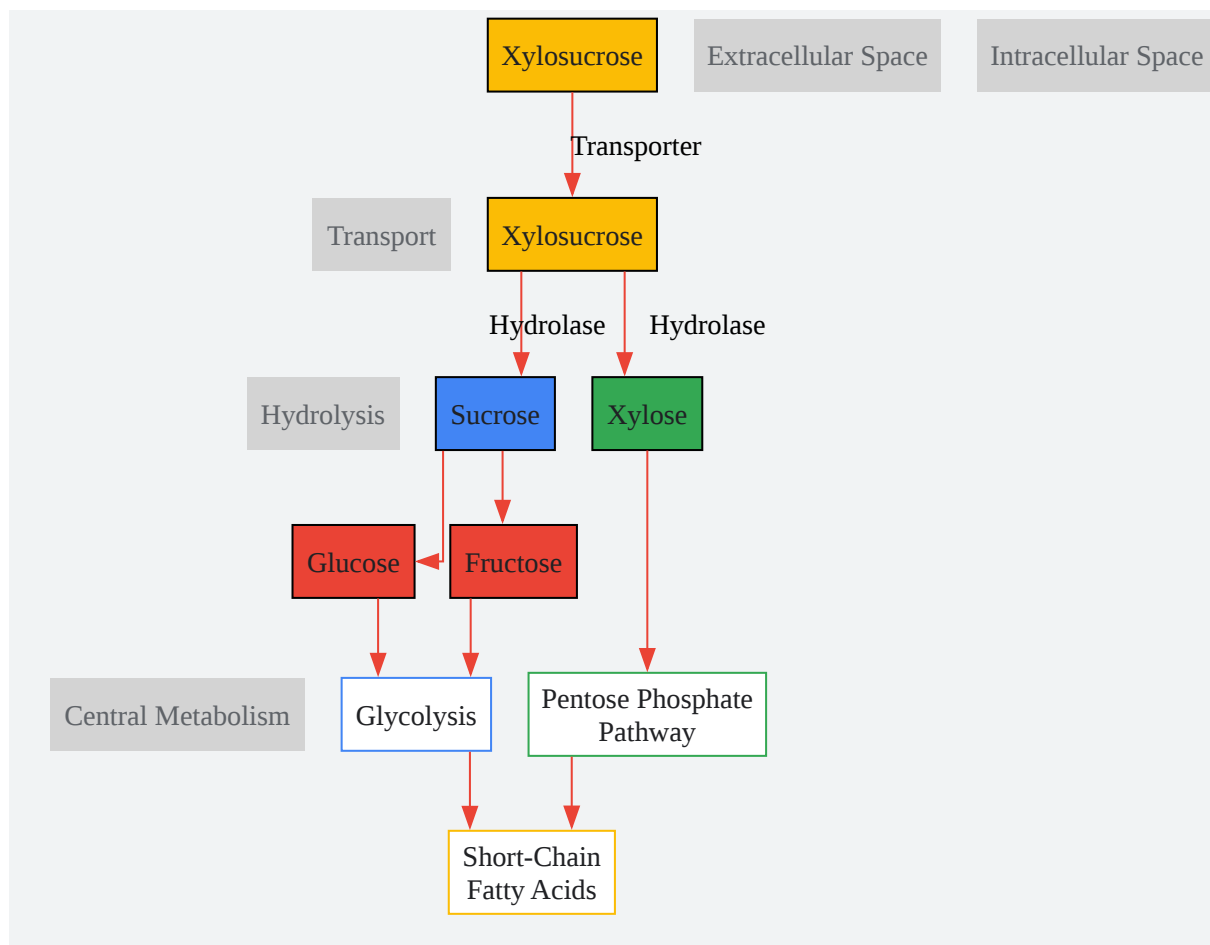 Xylosucrose
Extracellular Space
Intracellular Space
Transporter
Transport
Xylosucrose
Hydrolase
Hydrolase
Hydrolysis
Sucrose
Xylose
Glucose
Fructose
Central Metabolism
Glycolysis
Pentose Phosphate
Pathway
Short-Chain
Fatty Acids